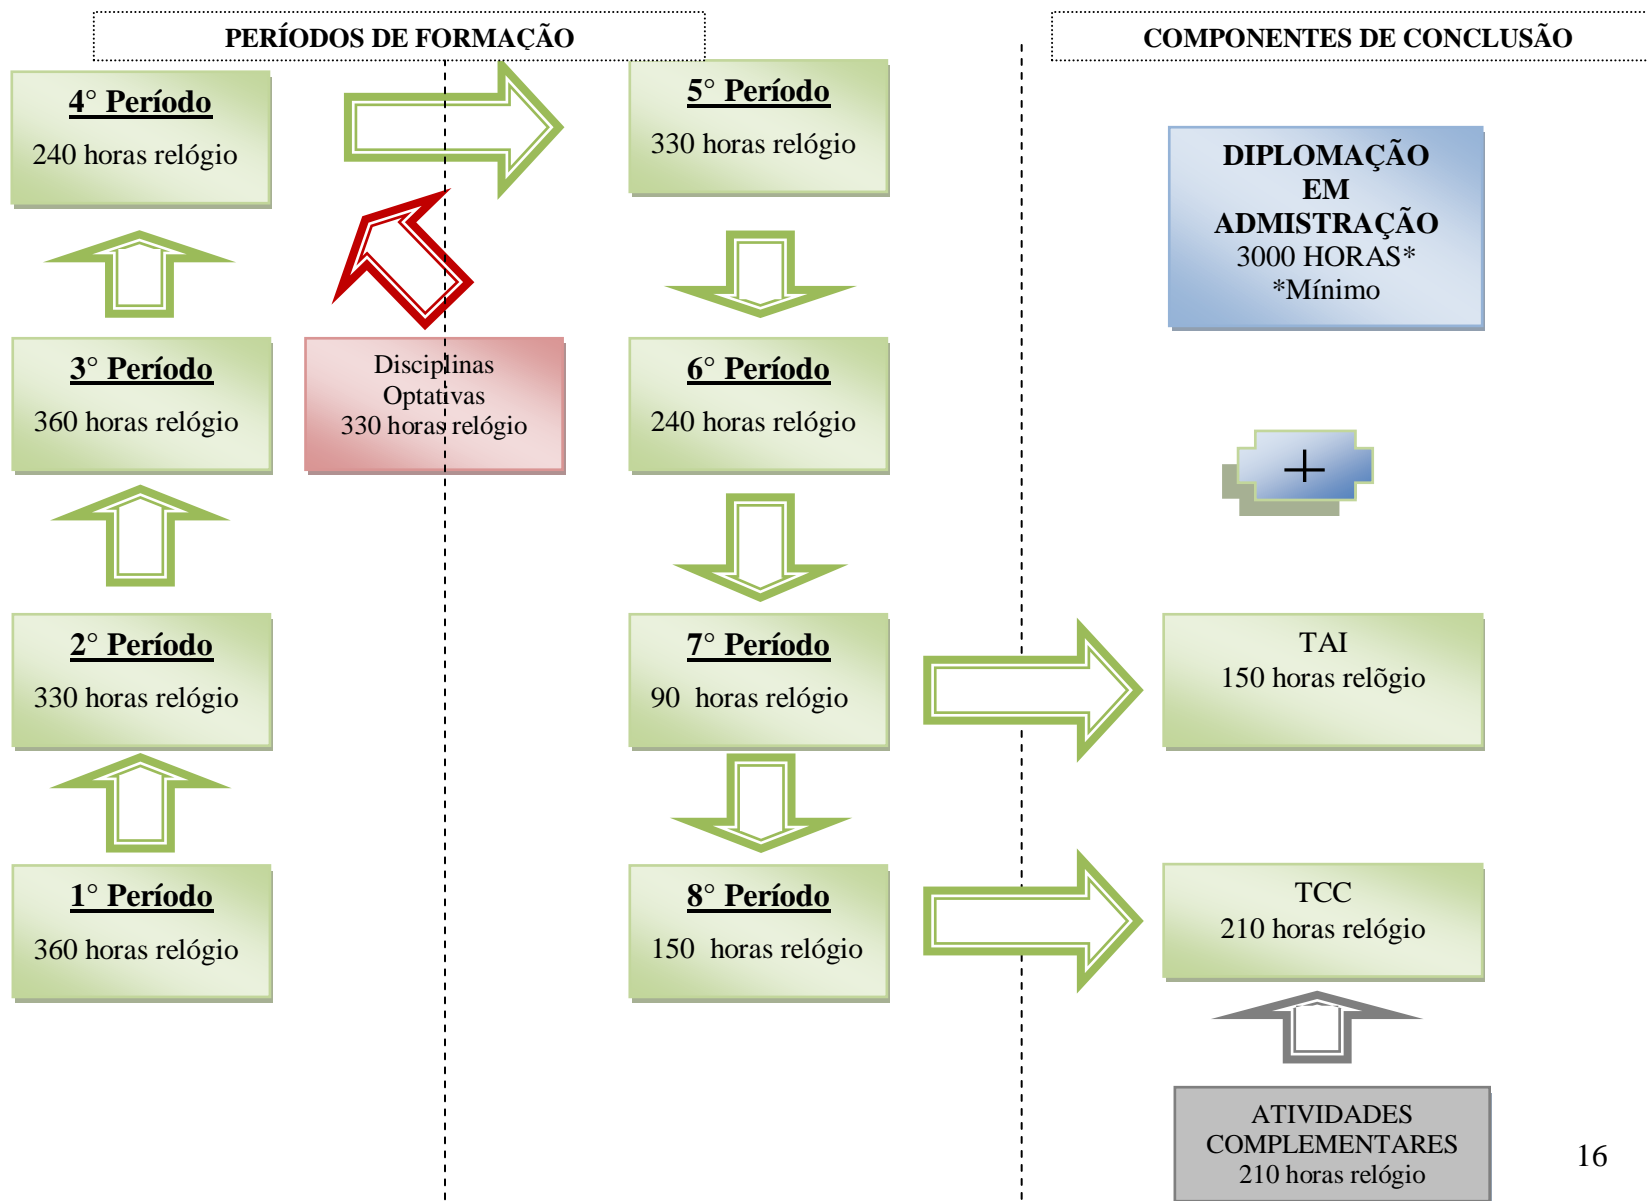 PERÍODOS DE FORMAÇÃO
COMPONENTES DE CONCLUSÃO
4° Período
240 horas relógio
5° Período
330 horas relógio
DIPLOMAÇÃO
EM
ADMISTRAÇÃO
3000 HORAS*
*Mínimo
3° Período
360 horas relógio
Disciplinas
Optativas
330 horas relógio
6° Período
240 horas relógio
+
2° Período
330 horas relógio
7° Período
90 horas relógio
TAI
150 horas relõgio
1° Período
360 horas relógio
8° Período
150 horas relógio
TCC
210 horas relógio
ATIVIDADES
COMPLEMENTARES
210 horas relógio
16